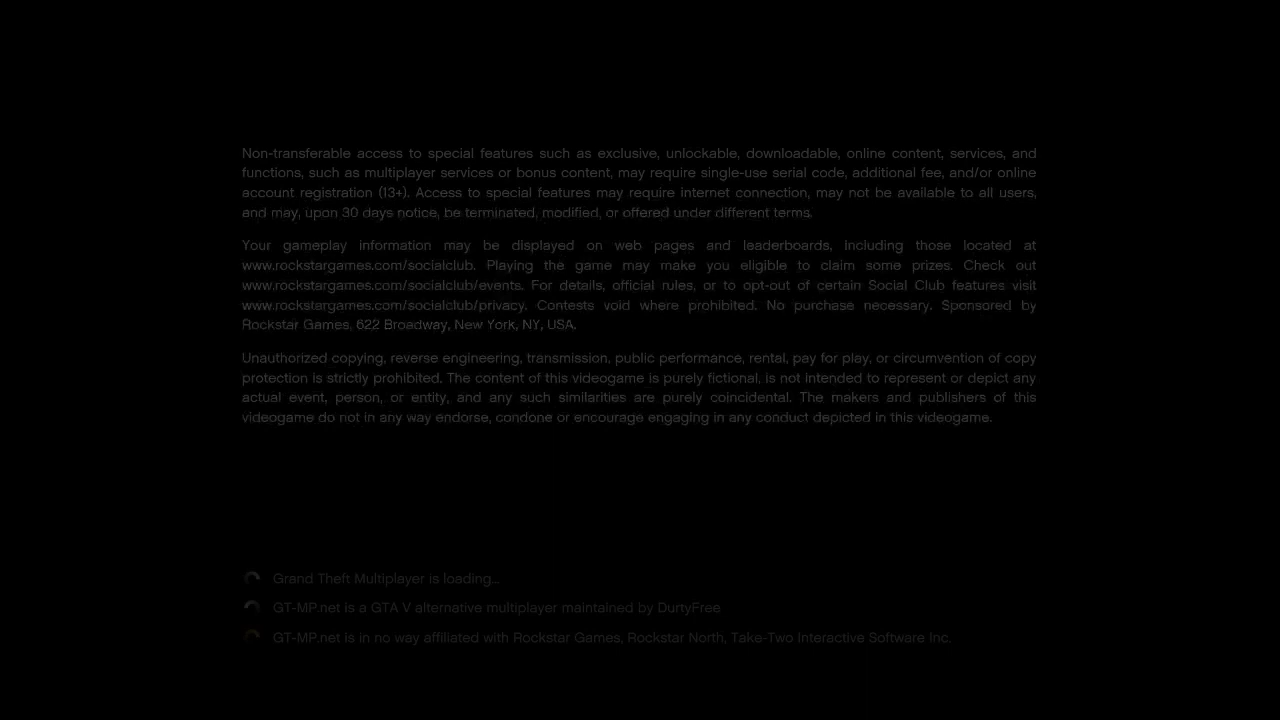 Non-transferable access to special features such as exclusive, unlockable, downloadable, online content, services, and
functions, such as multiplayer services or bonus content, may require single-use serial code, additional fee, and/or online
account registration (13+). Access to special features may require internet connection, may not be available to all users,
and may, upon 30 days notice, be terminated, modified, or offered under different terms.
Your gameplay information may be displayed on web pages and leaderboards, including those located at
www.rockstargames.com/socialclub. Playing the game may make you eligible to claim some prizes. Check out
www.rockstargames.com/socialclub/events. For details, official rules, or to opt-out of certain Social Club features visit
www.rockstargames.com/socialclub/privacy. Contests void where prohibited. No purchase necessary. Sponsored by
Rockstar Games, 622 Broadway, New York, NY, USA.
Unauthorized copying, reverse engineering, transmission, public performance, rental, pay for play, or circumvention of copy
protection is strictly prohibited. The content of this videogame is purely fictional, is not intended to represent or depict any
actual event, person, or entity, and any such similarities are purely coincidental. The makers and publishers of this
videogame do not in any way endorse, condone or encourage engaging in any conduct depicted in this videogame.
Grand Theft Multiplayer is loading...
GT-MP.net is a GTA V alternative multiplayer maintained by DurtyFree
GT-MP.net is in no way affiliated with Rockstar Games, Rockstar North, Take-Two Interactive Software Inc.